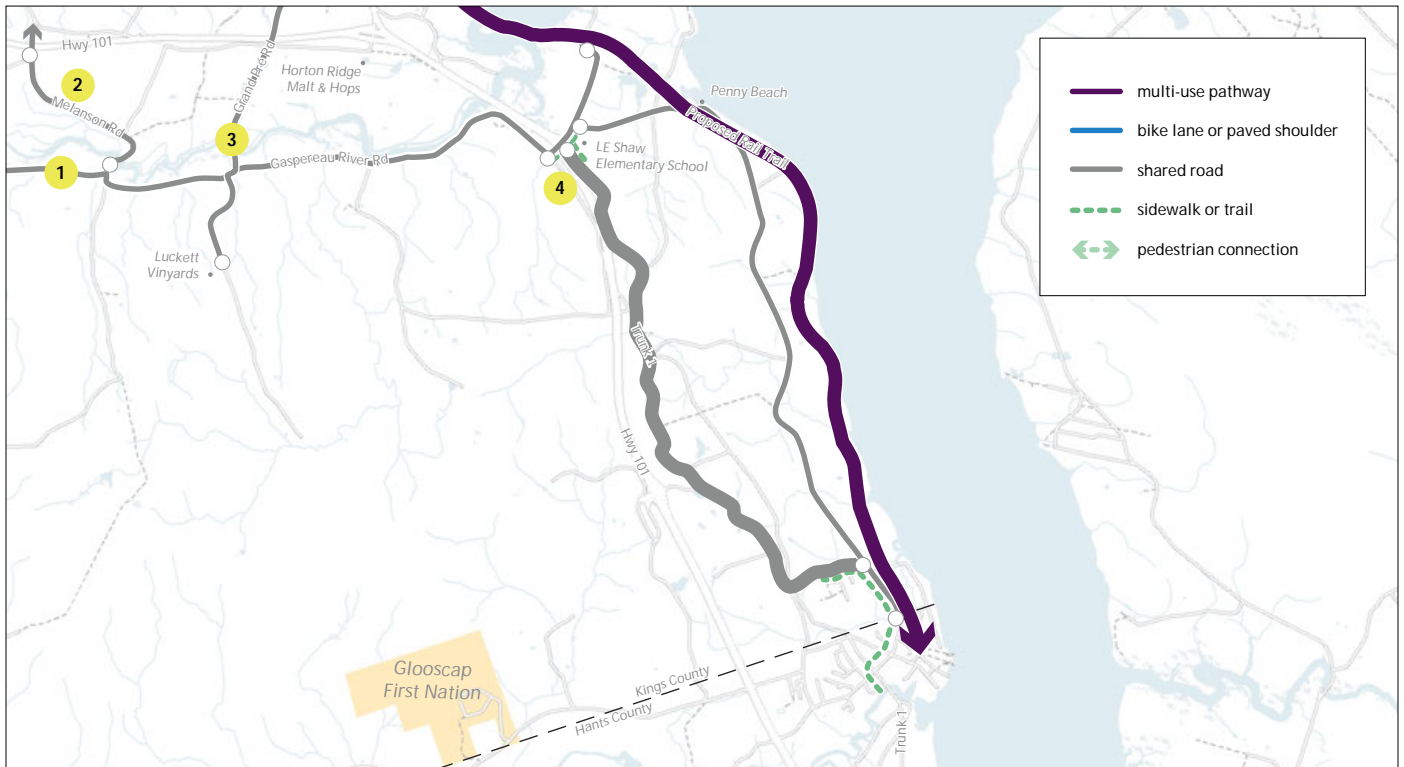 Hwy 101
2
Melanson Rd
Grand Pre Rd
Horton Ridge
Malt & Hops
3
1
Gaspereau River Rd
Luckett
Vinyards
LE Shaw
Elementary School
4
Penny Beach
Proposed Rail Trail
Trunk 1
Hwy 101
Glooscap
First Nation
Kings County
Hants County
Trunk 1
multi-use pathway
bike lane or paved shoulder
shared road
sidewalk or trail
pedestrian connection